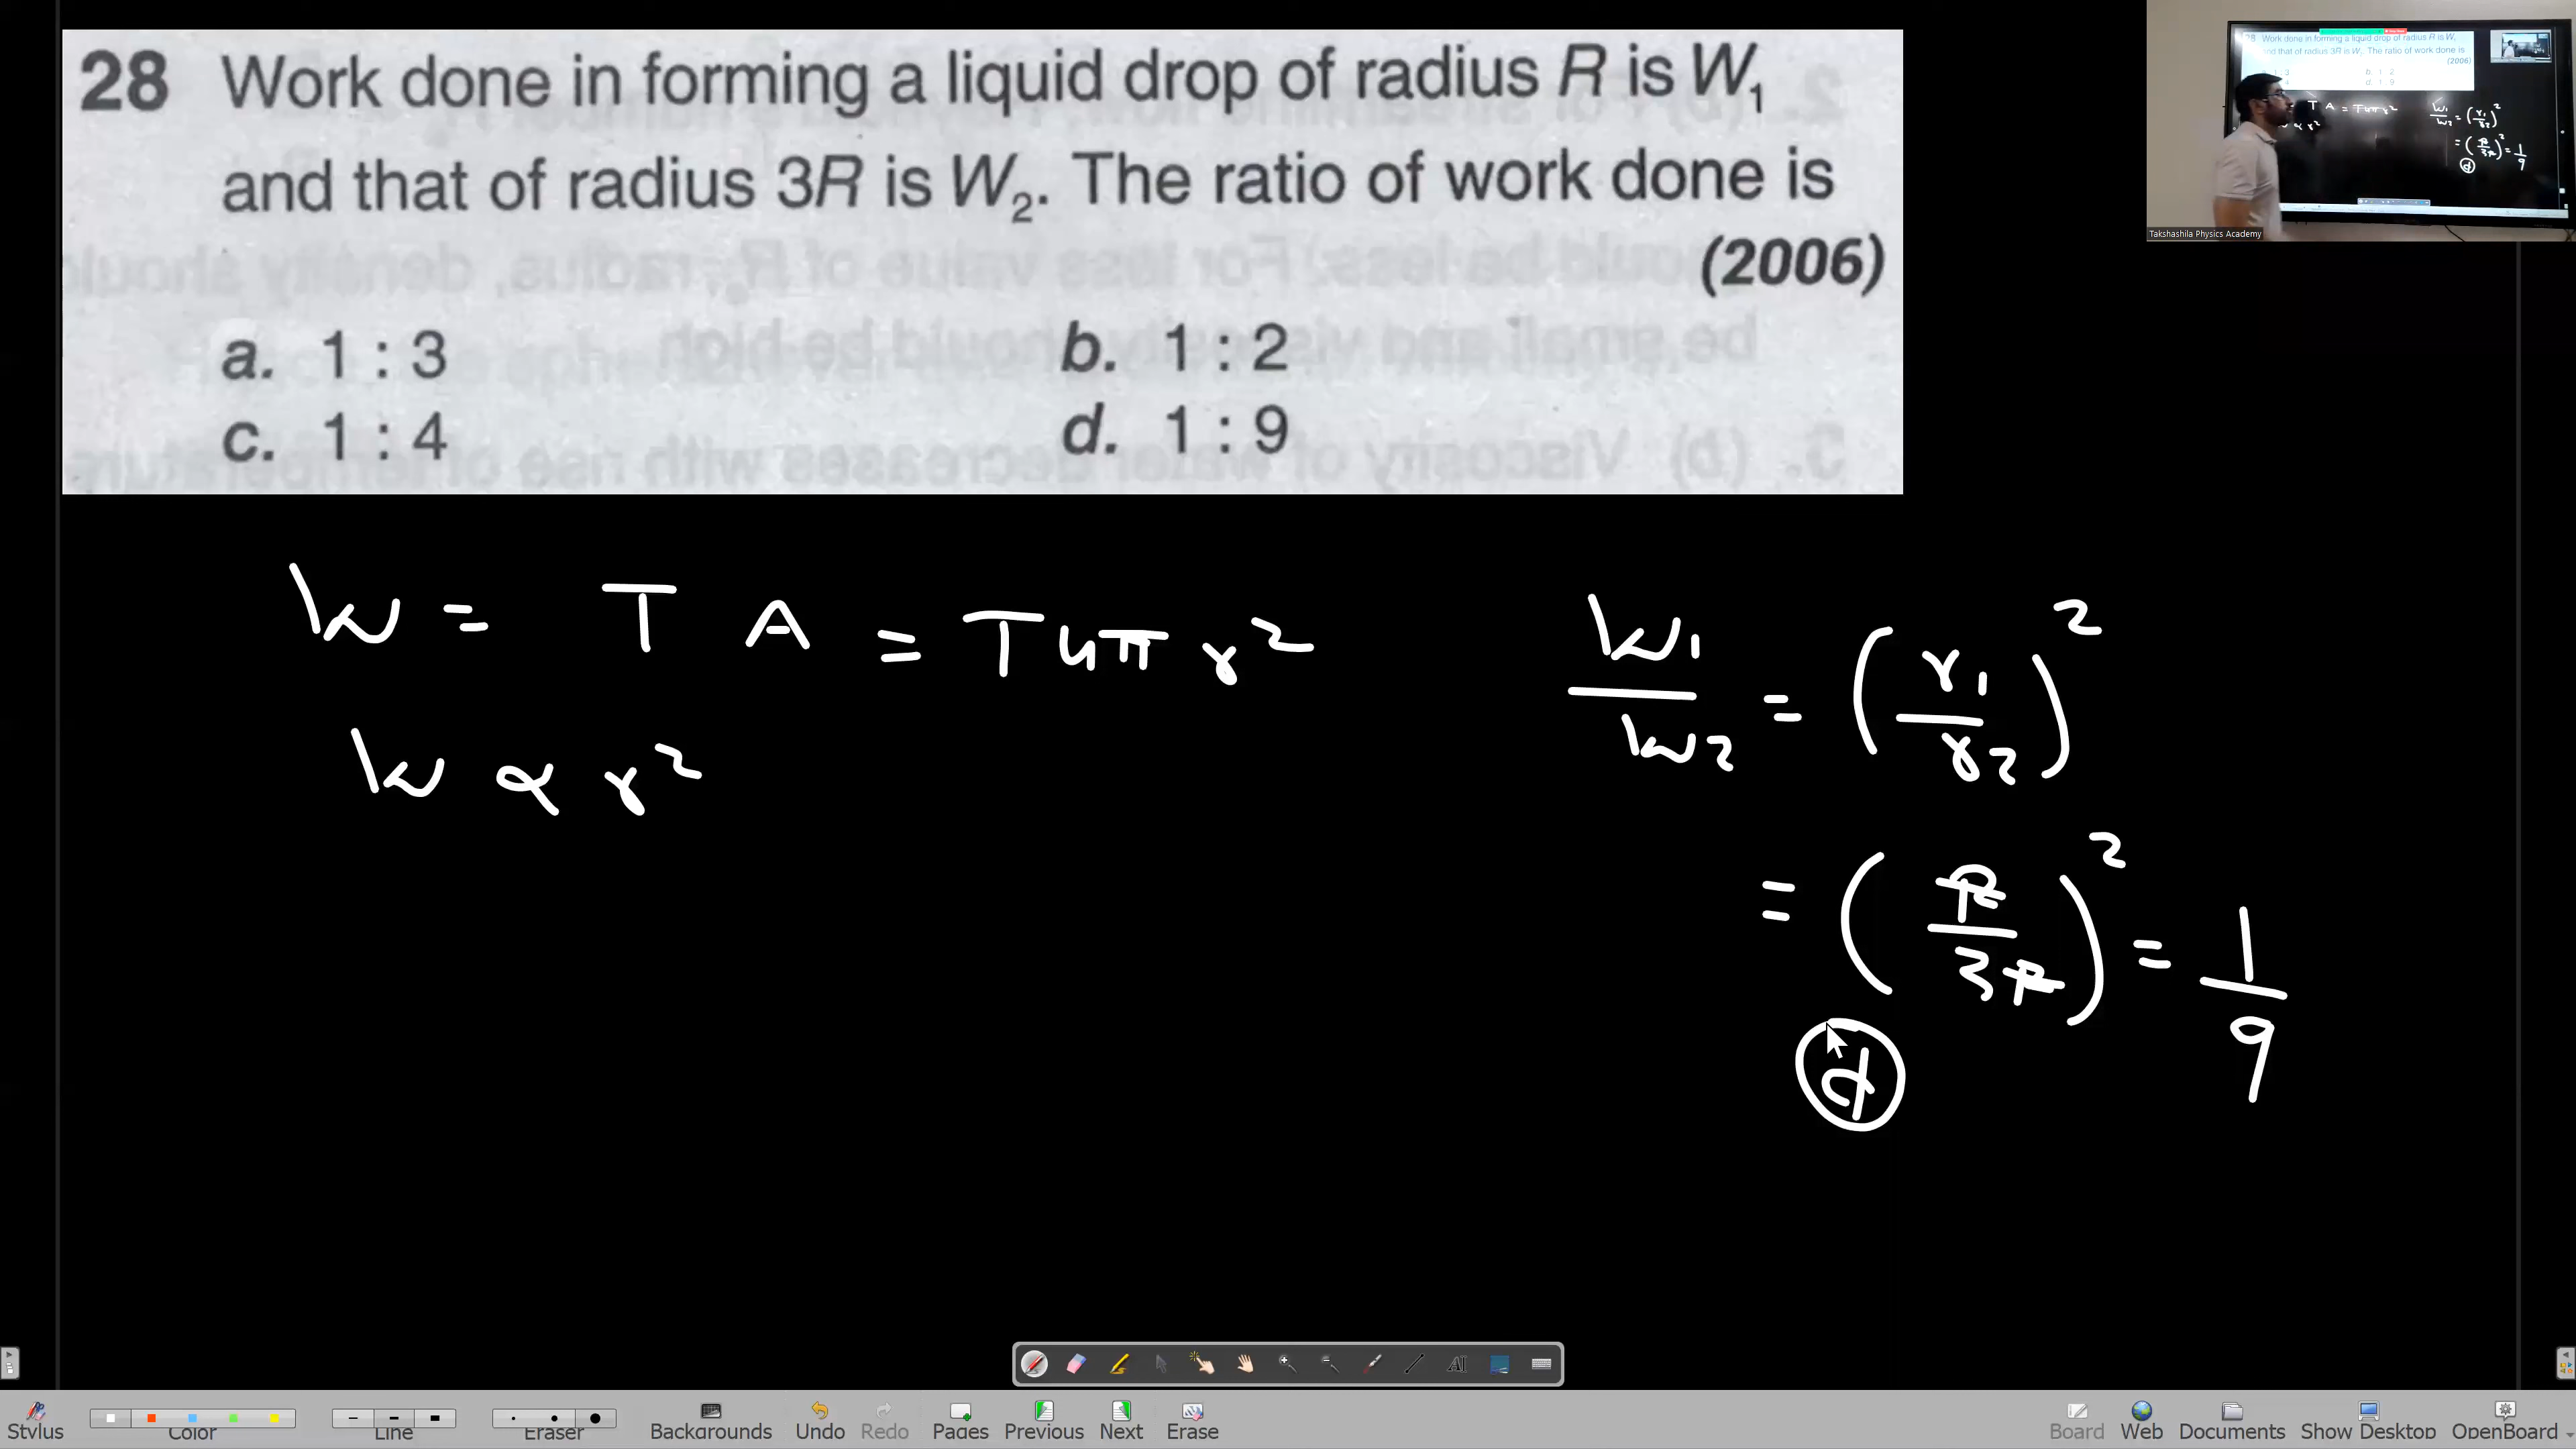 28 Work done in forming a liquid drop of radius R is W₁
and that of radius 3R is W₂. The ratio of work done is
(2006)
a. 1 : 3 b. 1 : 2
c. 1 : 4 d. 1 : 9
W = T A = T 4π r²
W ∝ r²
W1/W2 = (r1/r2)²
= (R/3R)² = 1/9
d
Takshashila Physics Academy
Stylus Color Line Eraser Backgrounds Undo Redo Pages Previous Next Erase Board Web Documents Show Desktop OpenBoard